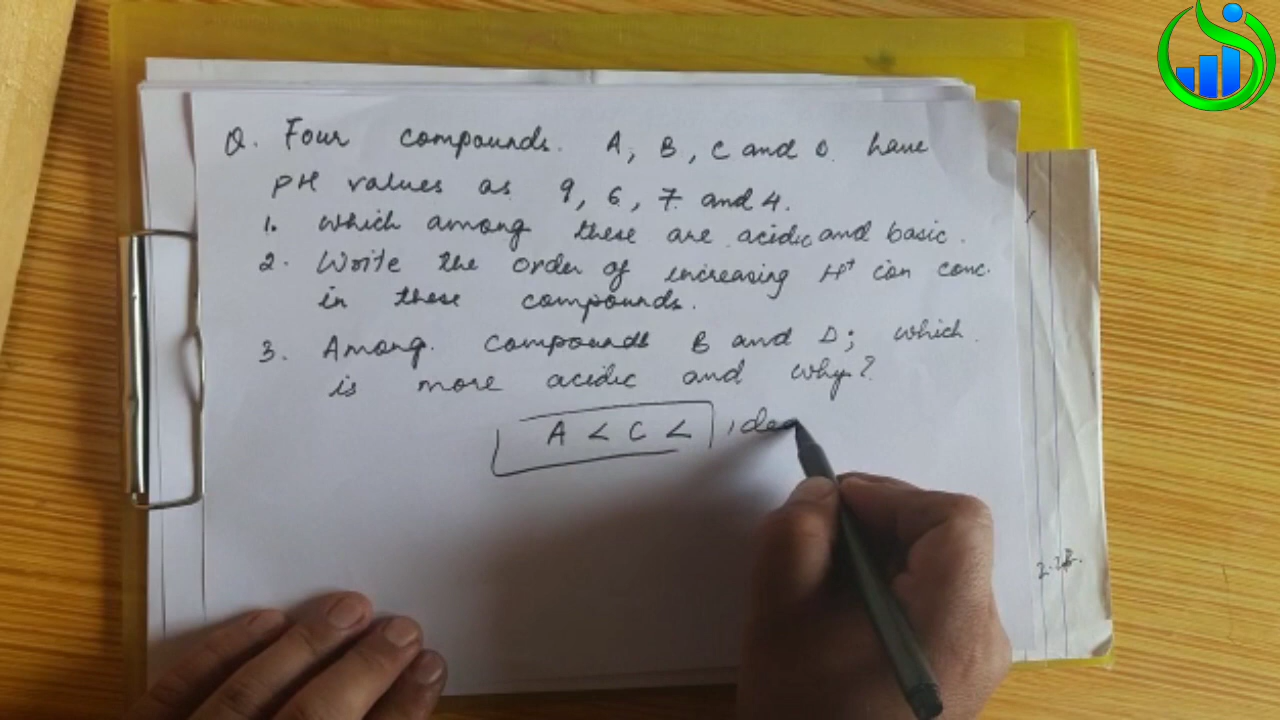 Q. Four compounds. A, B, C and D. have
PH values as 9, 6, 7 and 4.
1. Which among these are acidic and basic.
2. Write the order of increasing H+ ion conc.
in these compounds.
3. Among compounds B and D; which
is more acidic and why?
A < C <
2.2B.